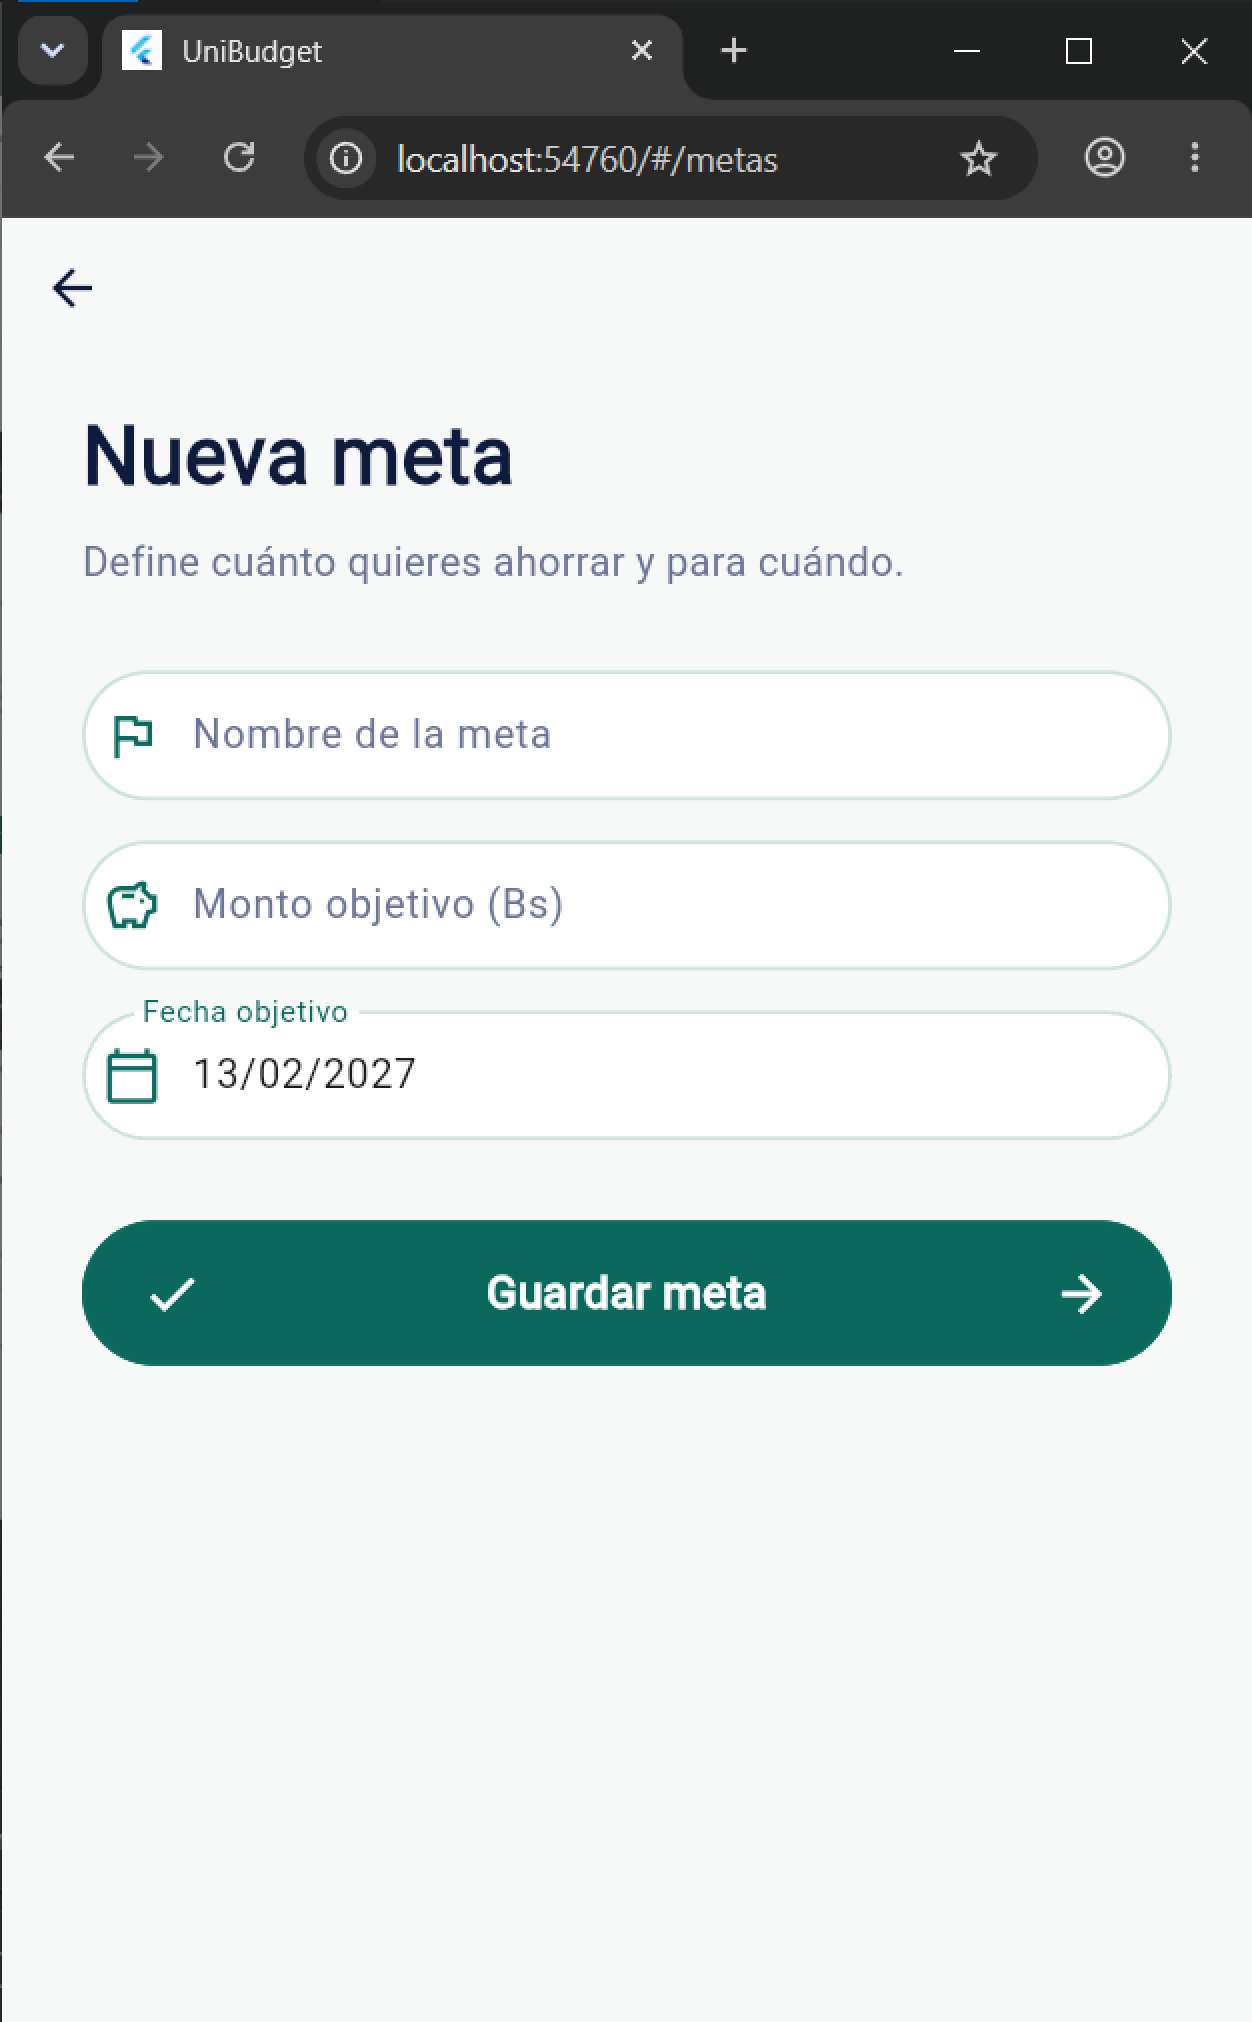 UniBudget
localhost:54760/#/metas
Nueva meta
Define cuánto quieres ahorrar y para cuándo.
Nombre de la meta
Monto objetivo (Bs)
Fecha objetivo
13/02/2027
Guardar meta